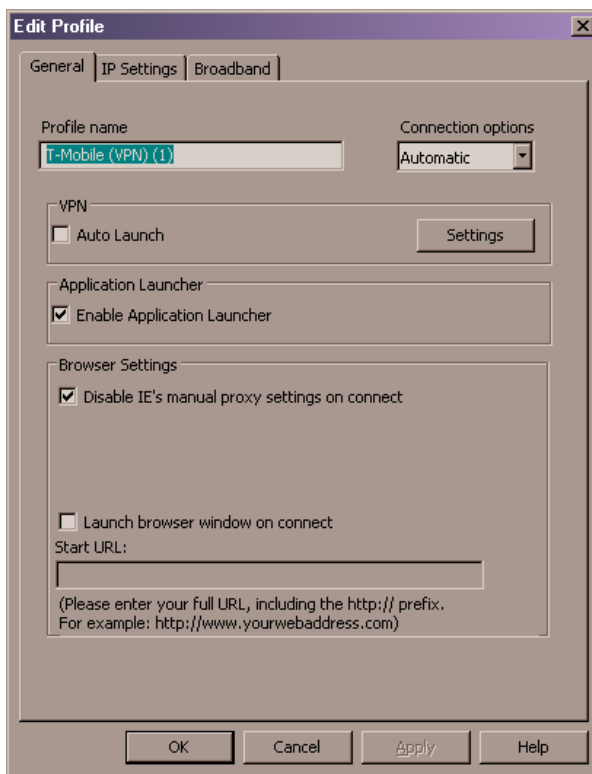 Edit Profile
General IP Settings Broadband
Profile name Connection options
T-Mobile (VPN) (1) Automatic
VPN
Auto Launch Settings
Application Launcher
Enable Application Launcher
Browser Settings
Disable IE's manual proxy settings on connect
Launch browser window on connect
Start URL:
(Please enter your full URL, including the http:// prefix.
For example: http://www.yourwebaddress.com)
OK Cancel Apply Help